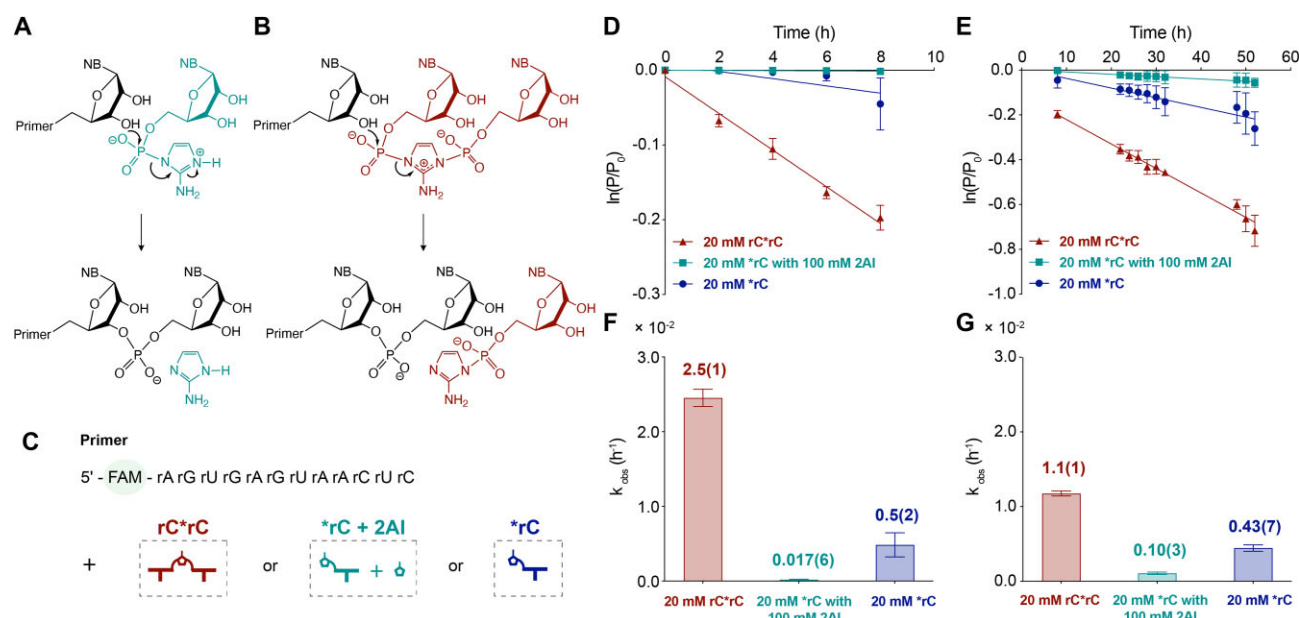 A
NB
O
OH
Primer
OH
NB
O
O
OH
OH
⊖O
P
O
N
N
H
⊕
NH₂
NB
O
Primer
O
OH
NB
O
O
OH
OH
P
O
O⊖
N
N
H
NH₂
B
NB
O
OH
Primer
OH
NB
O
O
OH
OH
NB
O
O
OH
OH
⊖O
P
O
N
N
⊕
P
O⊖
O
NH₂
NB
O
Primer
O
OH
NB
O
O
OH
OH
NB
O
O
OH
OH
P
O
O⊖
⊖O
P
O
N
N
NH₂
C
Primer
5' - FAM - rA rG rU rG rA rG rU rA rA rC rU rC
+
rC*rC
or
*rC + 2AI
+
or
*rC
D
Time (h)
0 2 4 6 8 10
0.0
-0.1
-0.2
-0.3
ln(P/P₀)
20 mM rC*rC
20 mM *rC with 100 mM 2AI
20 mM *rC
E
Time (h)
0 10 20 30 40 50 60
0.0
-0.2
-0.4
-0.6
-0.8
-1.0
ln(P/P₀)
20 mM rC*rC
20 mM *rC with 100 mM 2AI
20 mM *rC
F
× 10⁻²
3.0
2.0
1.0
0.0
k obs (h⁻¹)
2.5(1)
0.017(6)
0.5(2)
20 mM rC*rC
20 mM *rC with
100 mM 2AI
20 mM *rC
G
× 10⁻²
3.0
2.0
1.0
0.0
k obs (h⁻¹)
1.1(1)
0.10(3)
0.43(7)
20 mM rC*rC
20 mM *rC with
100 mM 2AI
20 mM *rC